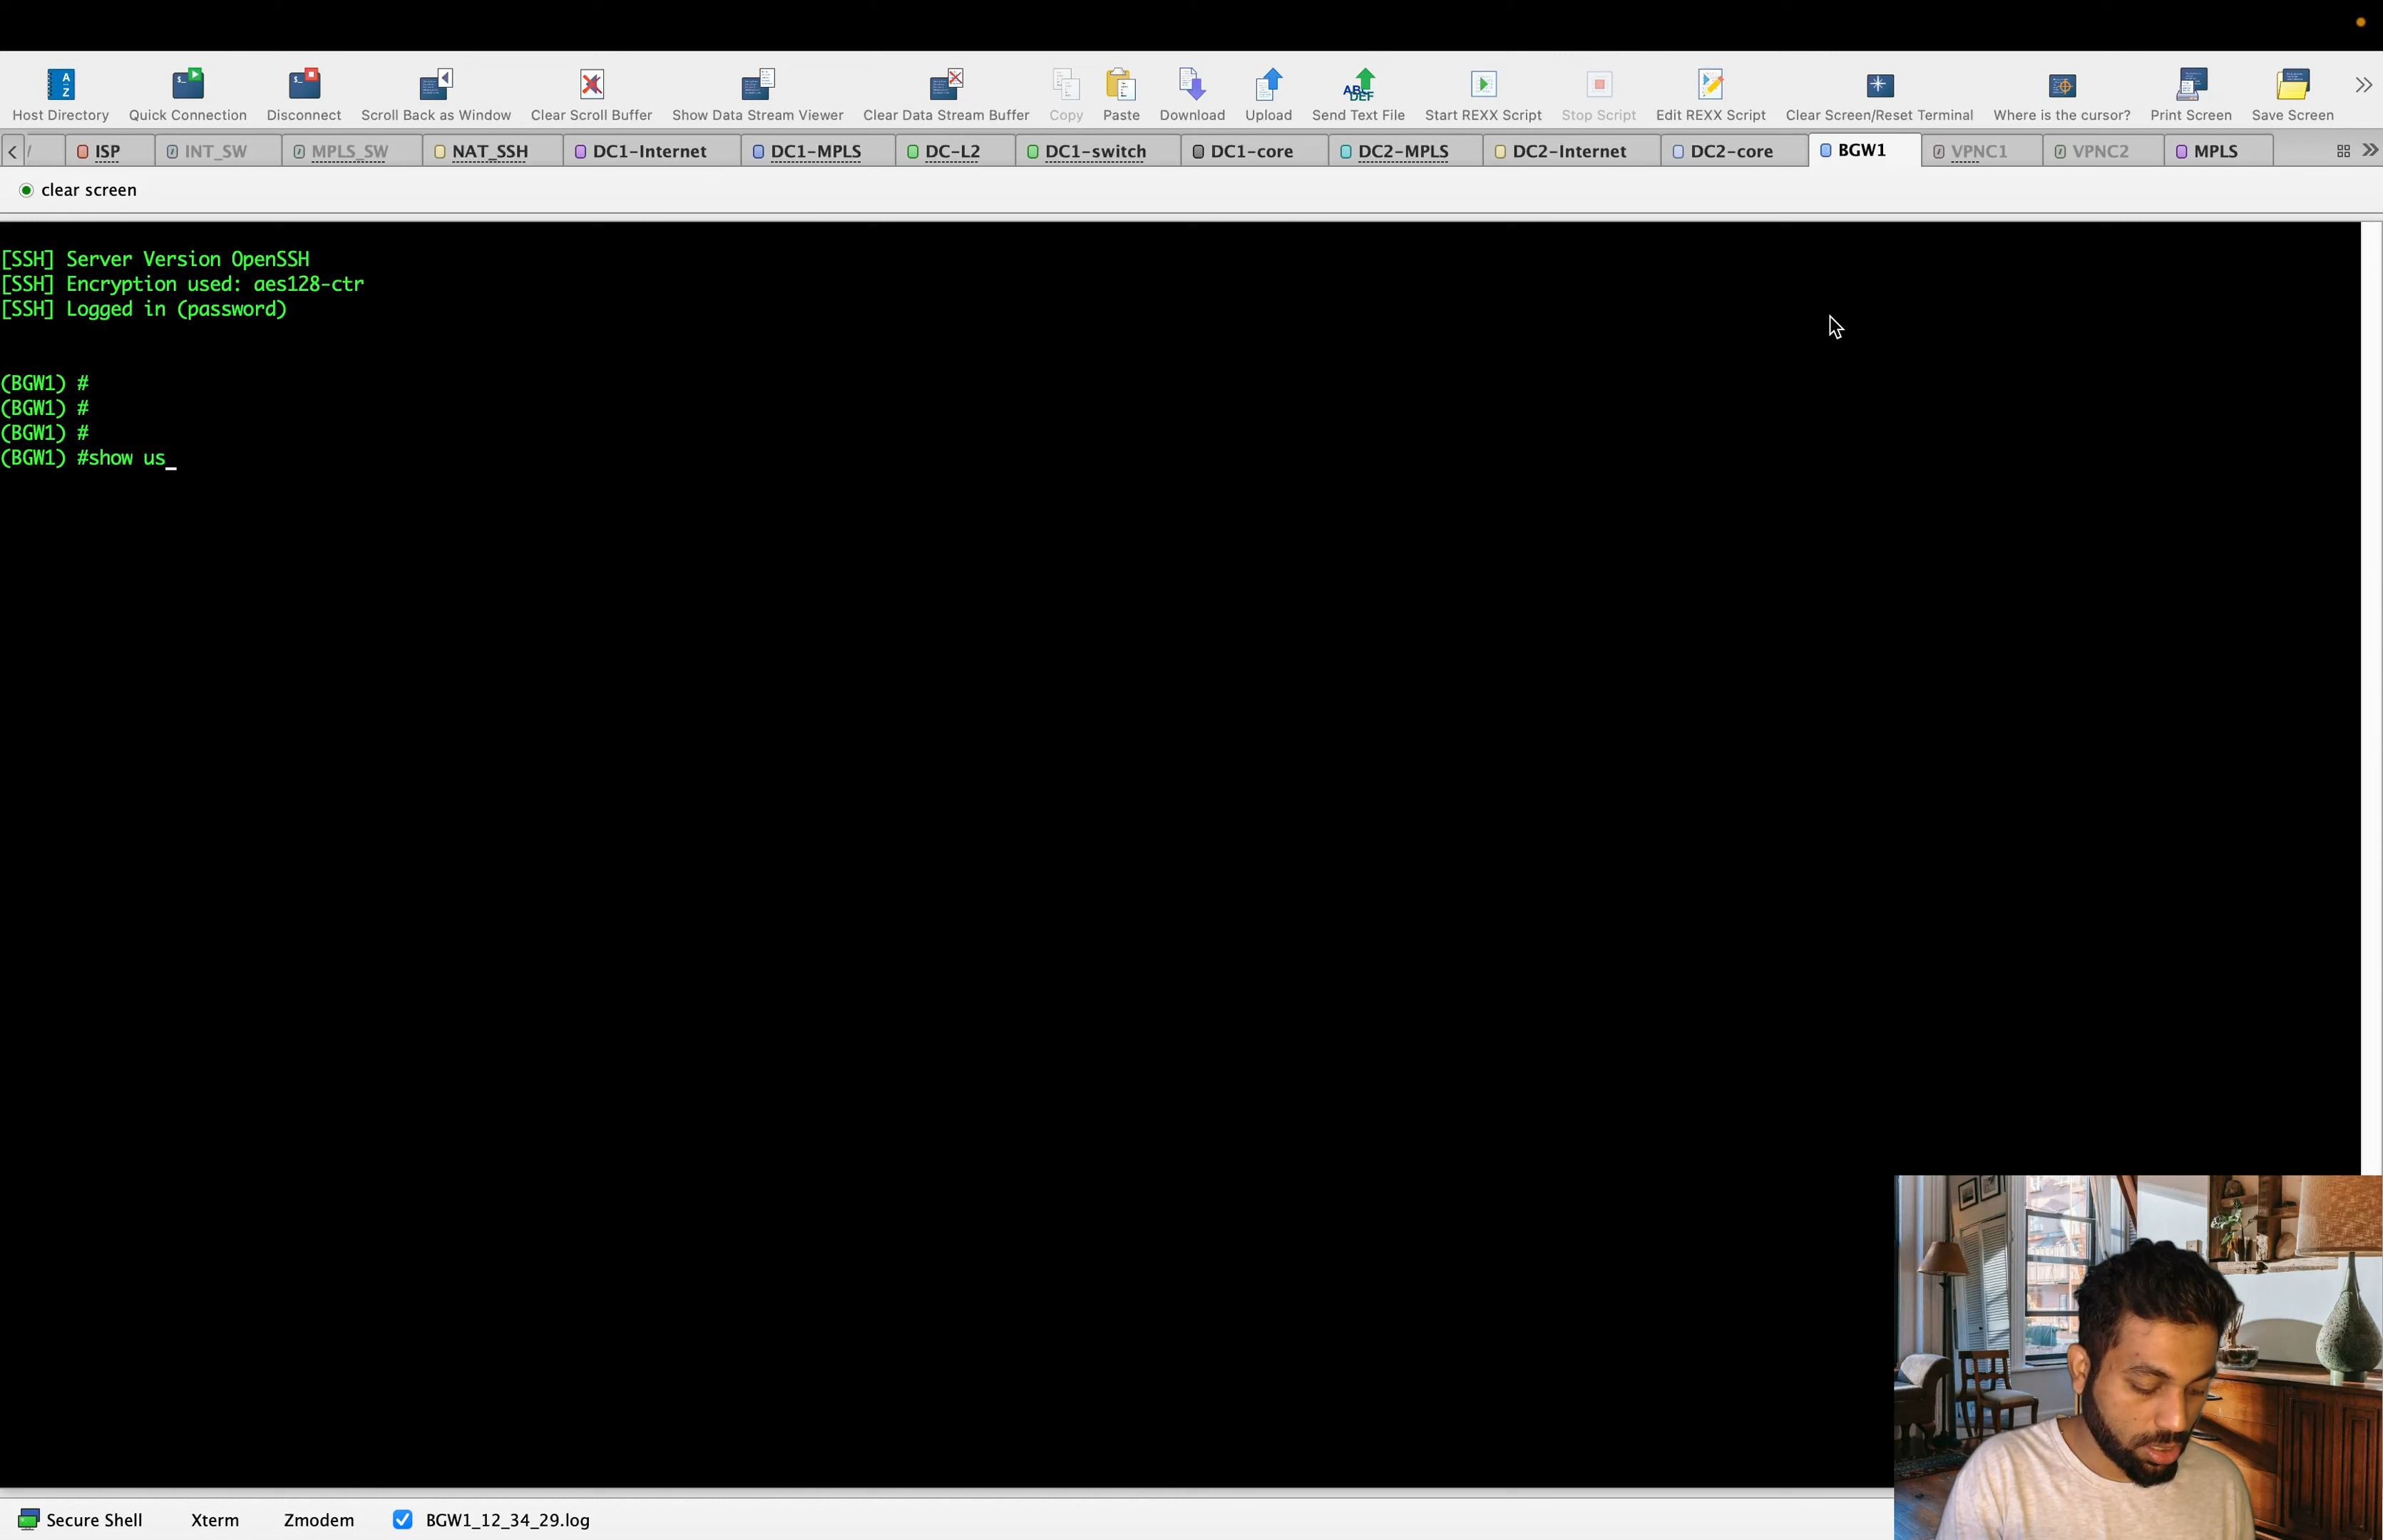 Host Directory Quick Connection Disconnect Scroll Back as Window Clear Scroll Buffer Show Data Stream Viewer Clear Data Stream Buffer Copy Paste Download Upload Send Text File Start REXX Script Stop Script Edit REXX Script Clear Screen/Reset Terminal Where is the cursor? Print Screen Save Screen
ISP INT_SW MPLS_SW NAT_SSH DC1-Internet DC1-MPLS DC-L2 DC1-switch DC1-core DC2-MPLS DC2-Internet DC2-core BGW1 VPNC1 VPNC2 MPLS
clear screen
[SSH] Server Version OpenSSH
[SSH] Encryption used: aes128-ctr
[SSH] Logged in (password)
(BGW1) #
(BGW1) #
(BGW1) #
(BGW1) #show us_
Secure Shell Xterm Zmodem BGW1_12_34_29.log